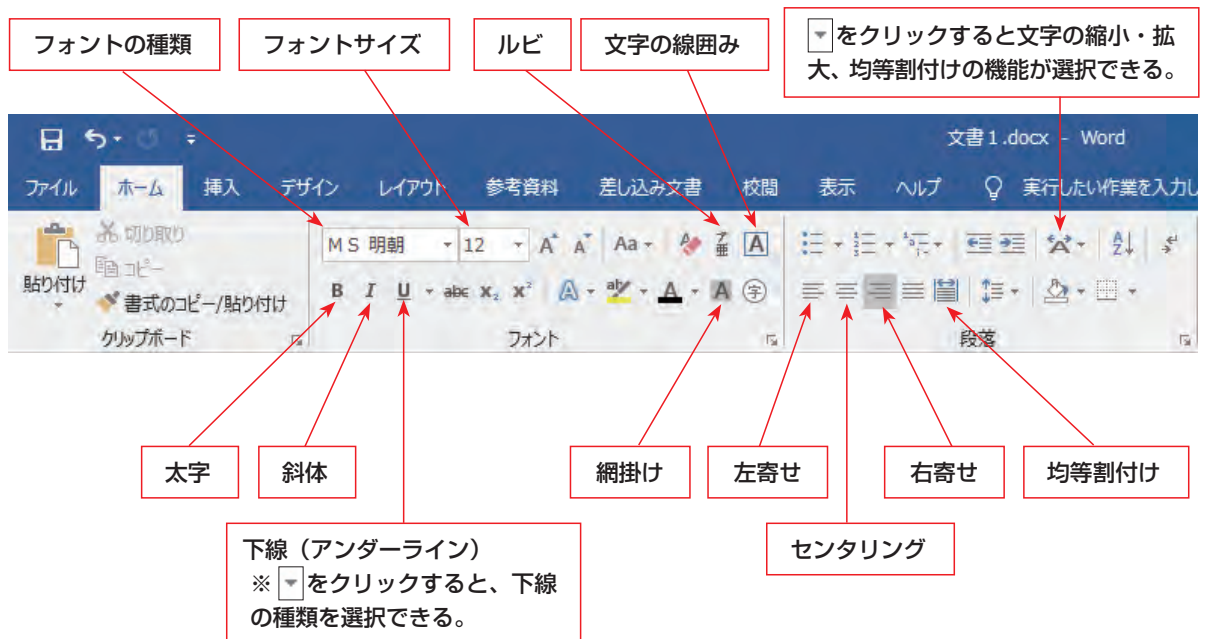 フォントの種類
フォントサイズ
ルビ
文字の線囲み
をクリックすると文字の縮小・拡
大、均等割付けの機能が選択できる。
文書1.docx - Word
ファイル ホーム 挿入 デザイン レイアウト 参考資料 差し込み文書 校閲 表示 ヘルプ 実行したい作業を入力し
貼り付け
切り取り
コピー
書式のコピー/貼り付け
クリップボード
MS 明朝 12 A A Aa A ア亜 A
B I U abc x₂ x² A aby A A 字
フォント
段落
太字
斜体
網掛け
左寄せ
右寄せ
均等割付け
下線（アンダーライン）
※ をクリックすると、下線
の種類を選択できる。
センタリング